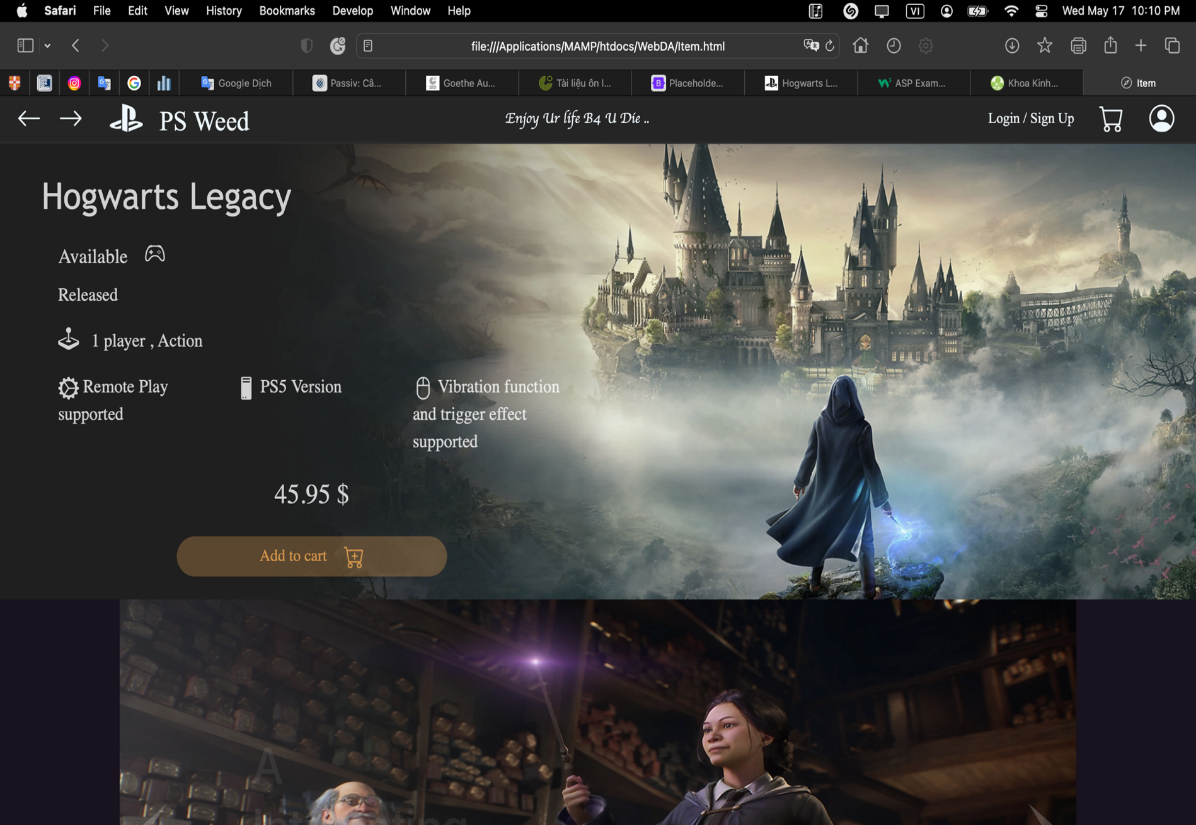 Safari File Edit View History Bookmarks Develop Window Help VI Wed May 17 10:10 PM
file:///Applications/MAMP/htdocs/WebDA/Item.html
Google Dịch Passiv: Câ... Goethe Au... Tài liệu ôn l... Placeholde... Hogwarts L... ASP Exam... Khoa Kinh... Item
PS Weed Enjoy Ur life B4 U Die .. Login / Sign Up
Hogwarts Legacy
Available
Released
1 player , Action
Remote Play supported
PS5 Version
Vibration function
and trigger effect
supported
45.95 $
Add to cart
A